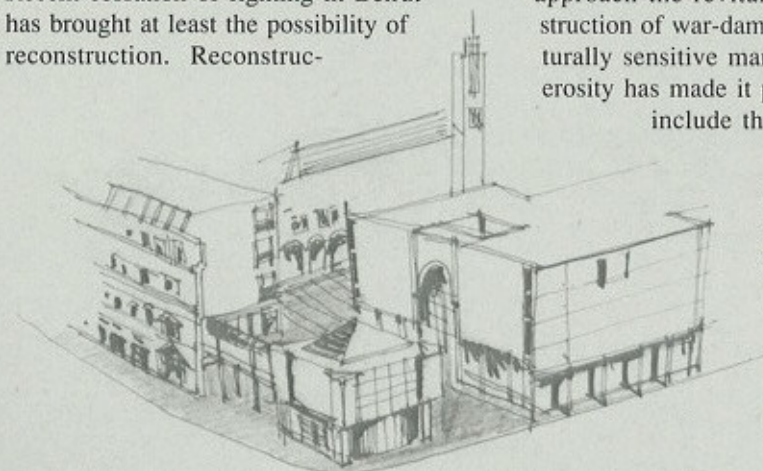 has brought at least the possibility of
reconstruction. Reconstruc-
struction of war-dam
turally sensitive mar
erosity has made it p
include th